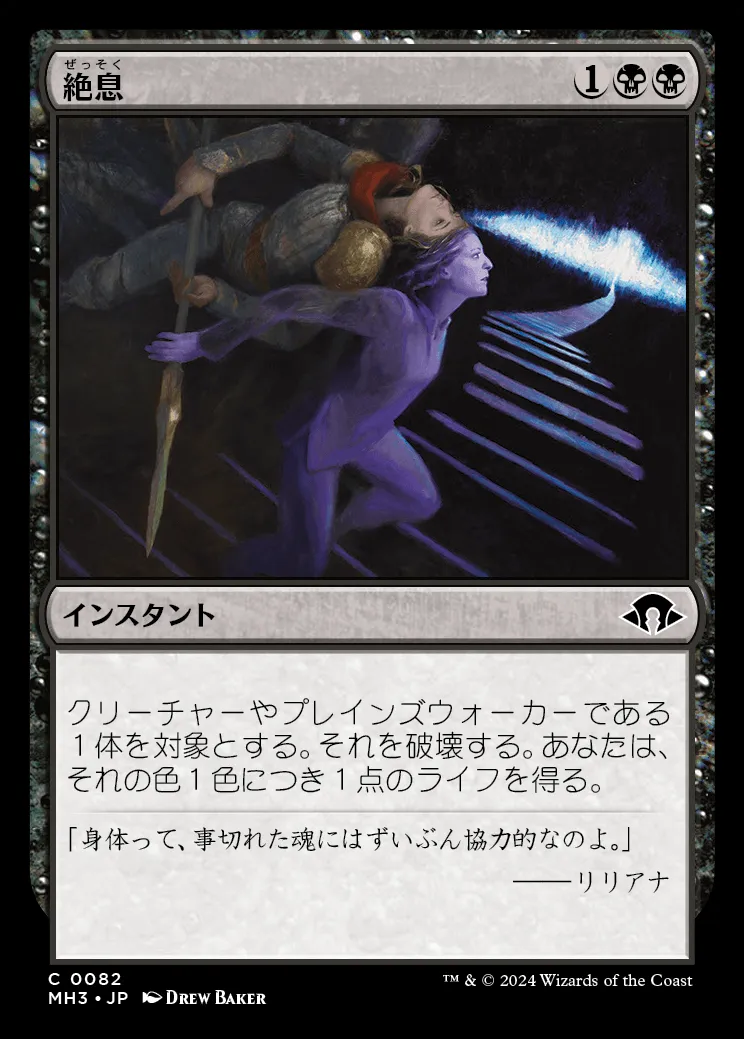 ぜっそく
絶息
1
インスタント
クリーチャーやプレインズウォーカーである
１体を対象とする。それを破壊する。あなたは、
それの色１色につき１点のライフを得る。
「身体って、事切れた魂にはずいぶん協力的なのよ。」
――リリアナ
C 0082
MH3 • JP DREW BAKER
™ & © 2024 Wizards of the Coast